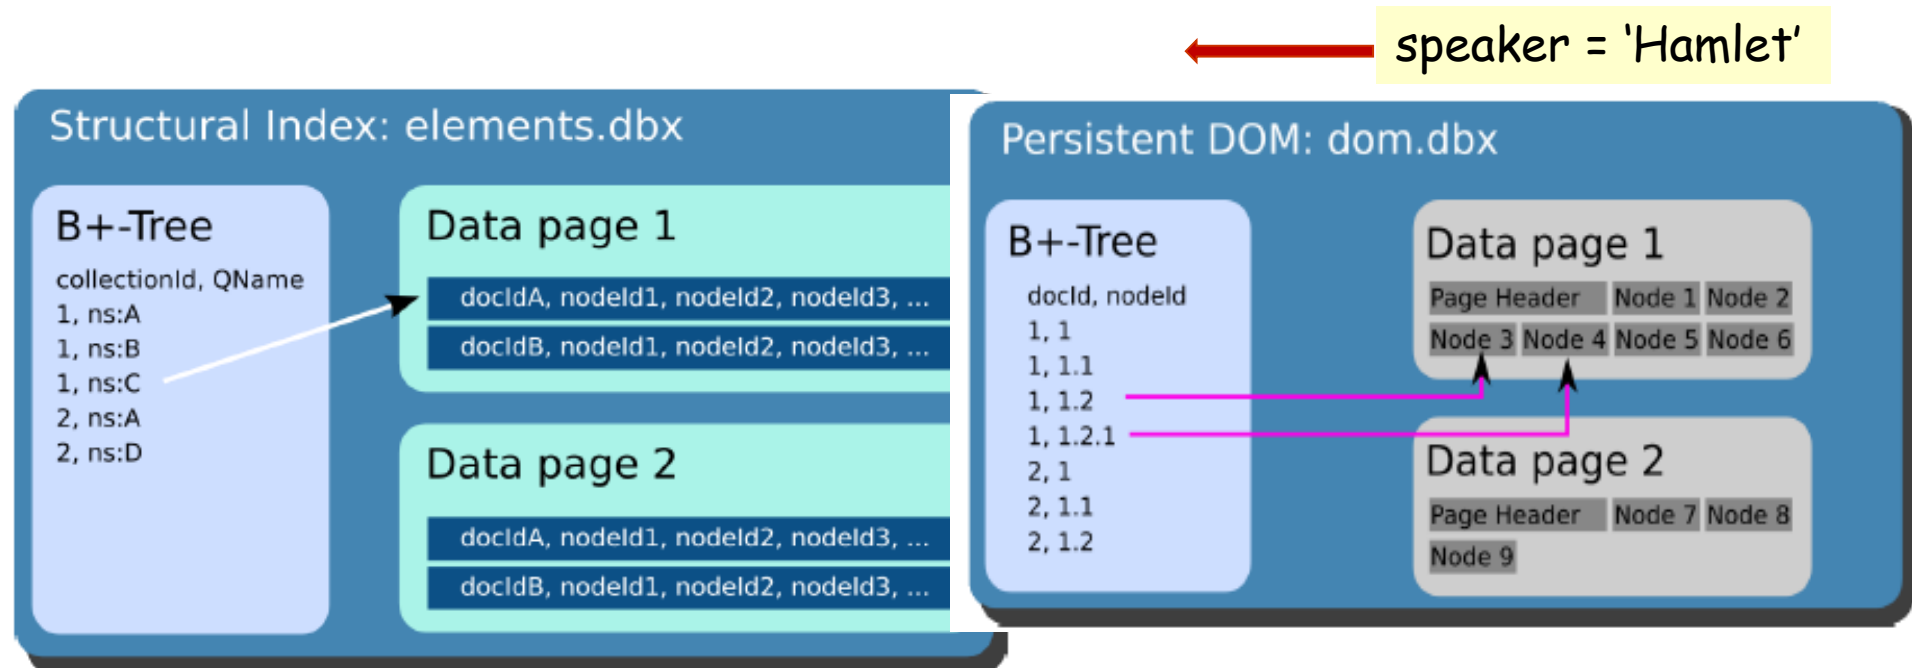 speaker = ‘Hamlet’
Structural Index: elements.dbx
B+-Tree
collectionId, QName
1, ns:A
1, ns:B
1, ns:C
2, ns:A
2, ns:D
Data page 1
docIdA, nodeId1, nodeId2, nodeId3, ...
docIdB, nodeId1, nodeId2, nodeId3, ...
Data page 2
docIdA, nodeId1, nodeId2, nodeId3, ...
docIdB, nodeId1, nodeId2, nodeId3, ...
Persistent DOM: dom.dbx
B+-Tree
docId, nodeId
1, 1
1, 1.1
1, 1.2
1, 1.2.1
2, 1
2, 1.1
2, 1.2
Data page 1
Page Header Node 1 Node 2
Node 3 Node 4 Node 5 Node 6
Data page 2
Page Header Node 7 Node 8
Node 9